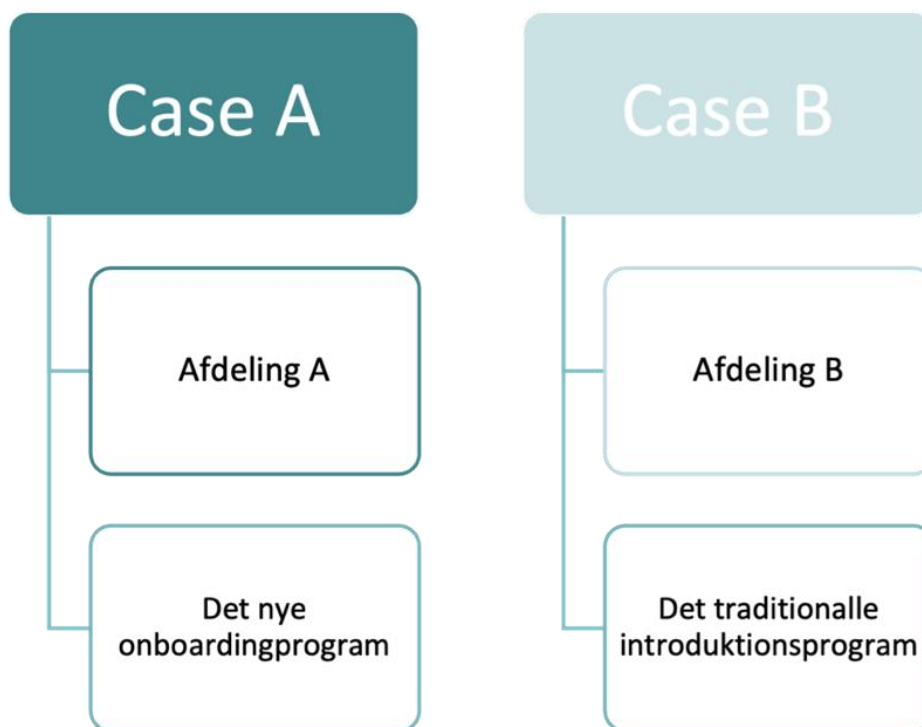 Case A
Afdeling A
Det nye
onboardingprogram
Case B
Afdeling B
Det traditionalle
introduktionsprogram